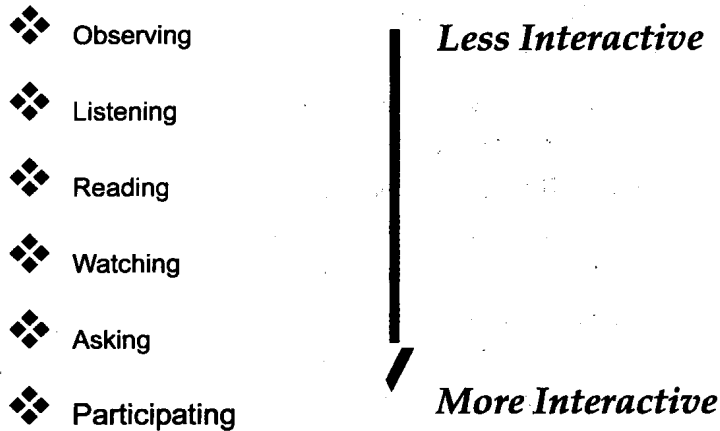 Observing
Less Interactive
Listening
Reading
Watching
Asking
Participating
More Interactive